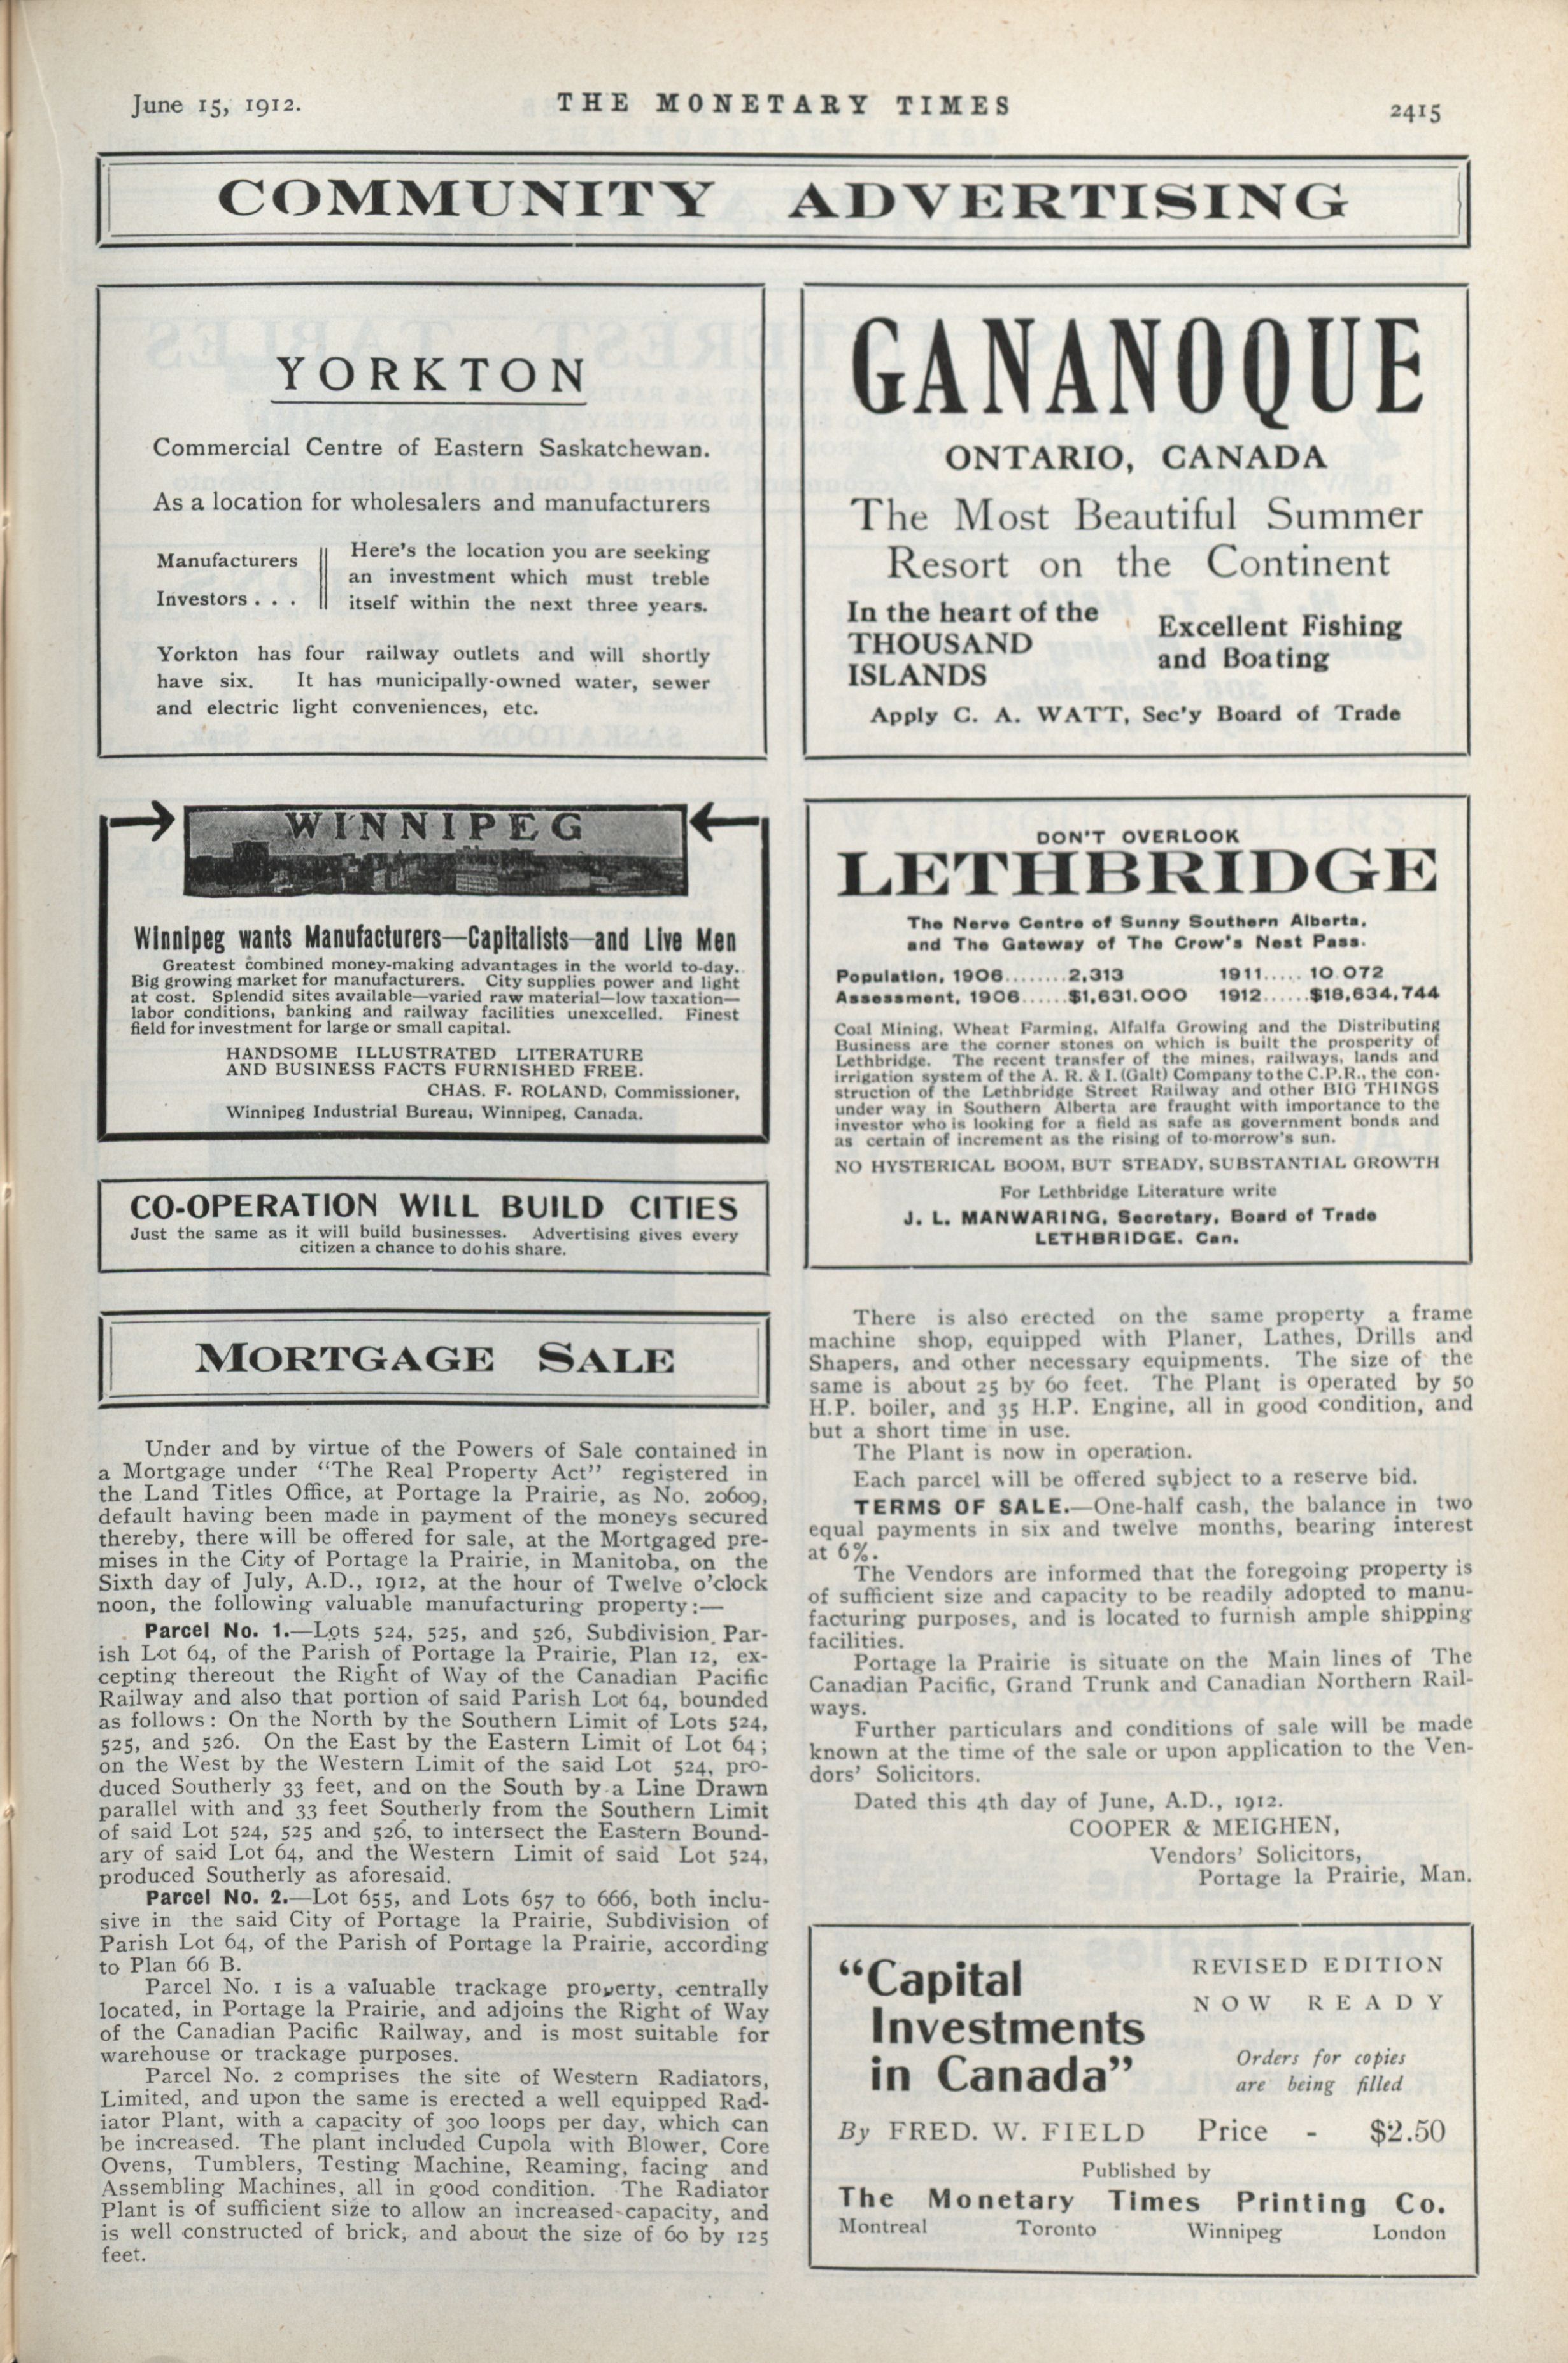 June 15, 1912.
THE MONETARY TIMES
2415
COMMUNITY ADVERTISING
YORKTON
Commercial Centre of Eastern Saskatchewan.
As a location for wholesalers and manufacturers
Manufacturers
Investors . . .
Here's the location you are seeking
an investment which must treble
itself within the next three years.
Yorkton has four railway outlets and will shortly
have six. It has municipally-owned water, sewer
and electric light conveniences, etc.
GANANOQUE
ONTARIO, CANADA
The Most Beautiful Summer
Resort on the Continent
In the heart of the
THOUSAND
ISLANDS
Excellent Fishing
and Boating
Apply C. A. WATT, Sec'y Board of Trade
WINNIPEG
Winnipeg wants Manufacturers—Capitalists—and Live Men
Greatest combined money-making advantages in the world to-day.
Big growing market for manufacturers. City supplies power and light
at cost. Splendid sites available—varied raw material—low taxation—
labor conditions, banking and railway facilities unexcelled. Finest
field for investment for large or small capital.
HANDSOME ILLUSTRATED LITERATURE
AND BUSINESS FACTS FURNISHED FREE.
CHAS. F. ROLAND, Commissioner,
Winnipeg Industrial Bureau, Winnipeg, Canada.
DON'T OVERLOOK
LETHBRIDGE
The Nerve Centre of Sunny Southern Alberta.
and The Gateway of The Crow's Nest Pass.
Population, 1906........2,313 1911..... 10 072
Assessment, 1906......$1,631.000 1912......$18,634,744
Coal Mining, Wheat Farming, Alfalfa Growing and the Distributing
Business are the corner stones on which is built the prosperity of
Lethbridge. The recent transfer of the mines, railways, lands and
irrigation system of the A. R. & I. (Galt) Company to the C.P.R., the con-
struction of the Lethbridge Street Railway and other BIG THINGS
under way in Southern Alberta are fraught with importance to the
investor who is looking for a field as safe as government bonds and
as certain of increment as the rising of to-morrow's sun.
NO HYSTERICAL BOOM, BUT STEADY, SUBSTANTIAL GROWTH
For Lethbridge Literature write
J. L. MANWARING, Secretary, Board of Trade
LETHBRIDGE. Can.
CO-OPERATION WILL BUILD CITIES
Just the same as it will build businesses. Advertising gives every
citizen a chance to do his share.
MORTGAGE SALE
Under and by virtue of the Powers of Sale contained in
a Mortgage under "The Real Property Act" registered in
the Land Titles Office, at Portage la Prairie, as No. 20609,
default having been made in payment of the moneys secured
thereby, there will be offered for sale, at the Mortgaged pre-
mises in the City of Portage la Prairie, in Manitoba, on the
Sixth day of July, A.D., 1912, at the hour of Twelve o'clock
noon, the following valuable manufacturing property:—
Parcel No. 1.—Lots 524, 525, and 526, Subdivision Par-
ish Lot 64, of the Parish of Portage la Prairie, Plan 12, ex-
cepting thereout the Right of Way of the Canadian Pacific
Railway and also that portion of said Parish Lot 64, bounded
as follows: On the North by the Southern Limit of Lots 524,
525, and 526. On the East by the Eastern Limit of Lot 64;
on the West by the Western Limit of the said Lot 524, pro-
duced Southerly 33 feet, and on the South by a Line Drawn
parallel with and 33 feet Southerly from the Southern Limit
of said Lot 524, 525 and 526, to intersect the Eastern Bound-
ary of said Lot 64, and the Western Limit of said Lot 524,
produced Southerly as aforesaid.
Parcel No. 2.—Lot 655, and Lots 657 to 666, both inclu-
sive in the said City of Portage la Prairie, Subdivision of
Parish Lot 64, of the Parish of Portage la Prairie, according
to Plan 66 B.
Parcel No. 1 is a valuable trackage property, centrally
located, in Portage la Prairie, and adjoins the Right of Way
of the Canadian Pacific Railway, and is most suitable for
warehouse or trackage purposes.
Parcel No. 2 comprises the site of Western Radiators,
Limited, and upon the same is erected a well equipped Rad-
iator Plant, with a capacity of 300 loops per day, which can
be increased. The plant included Cupola with Blower, Core
Ovens, Tumblers, Testing Machine, Reaming, facing and
Assembling Machines, all in good condition. The Radiator
Plant is of sufficient size to allow an increased capacity, and
is well constructed of brick, and about the size of 60 by 125
feet.
There is also erected on the same property a frame
machine shop, equipped with Planer, Lathes, Drills and
Shapers, and other necessary equipments. The size of the
same is about 25 by 60 feet. The Plant is operated by 50
H.P. boiler, and 35 H.P. Engine, all in good condition, and
but a short time in use.
The Plant is now in operation.
Each parcel will be offered subject to a reserve bid.
TERMS OF SALE.—One-half cash, the balance in two
equal payments in six and twelve months, bearing interest
at 6%.
The Vendors are informed that the foregoing property is
of sufficient size and capacity to be readily adopted to manu-
facturing purposes, and is located to furnish ample shipping
facilities.
Portage la Prairie is situate on the Main lines of The
Canadian Pacific, Grand Trunk and Canadian Northern Rail-
ways.
Further particulars and conditions of sale will be made
known at the time of the sale or upon application to the Ven-
dors' Solicitors.
Dated this 4th day of June, A.D., 1912.
COOPER & MEIGHEN,
Vendors' Solicitors,
Portage la Prairie, Man.
"Capital
Investments
in Canada"
REVISED EDITION
NOW READY
Orders for copies
are being filled
By FRED. W. FIELD Price - $2.50
Published by
The Monetary Times Printing Co.
Montreal Toronto Winnipeg London